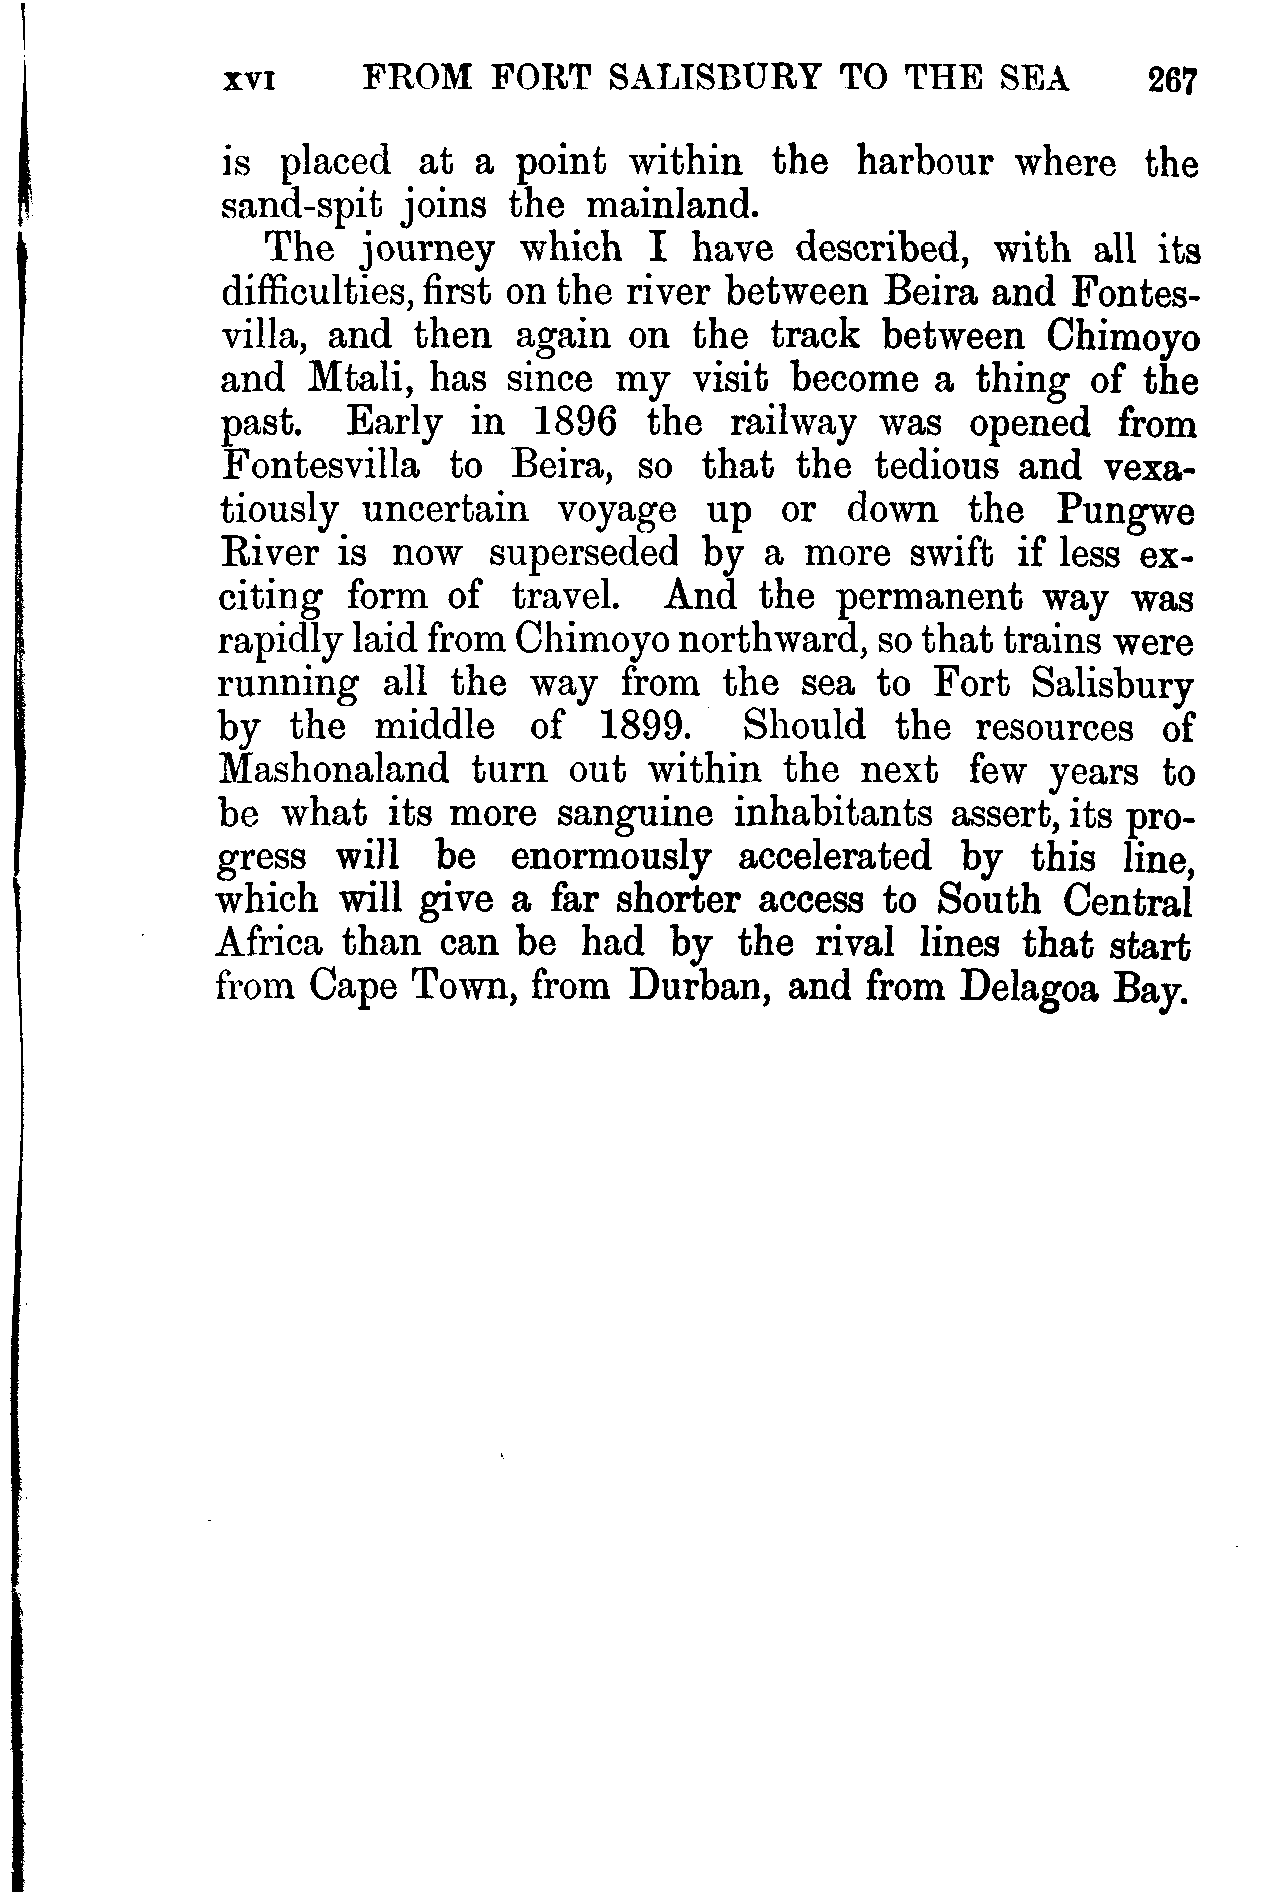 XVI FROM FORT SALISBURY TO THE SEA 267
is placed at a point within the harbour where the
sand-spit joins the mainland.
The journey which I have described, with all its
difficulties, first on the river between Beira and Fontes-
villa, and then again on the track between Chimoyo
and Mtali, has since my visit become a thing of the
past. Early in 1896 the railway was opened from
Fontesvilla to Beira, so that the tedious and vexa-
tiously uncertain voyage up or down the Pungwe
River is now superseded by a more swift if less ex-
citing form of travel. And the permanent way was
rapidly laid from Chimoyo northward, so that trains were
running all the way from the sea to Fort Salisbury
by the middle of 1899. Should the resources of
Mashonaland turn out within the next few years to
be what its more sanguine inhabitants assert, its pro-
gress will be enormously accelerated by this line,
which will give a far shorter access to South Central
Africa than can be had by the rival lines that start
from Cape Town, from Durban, and from Delagoa Bay.